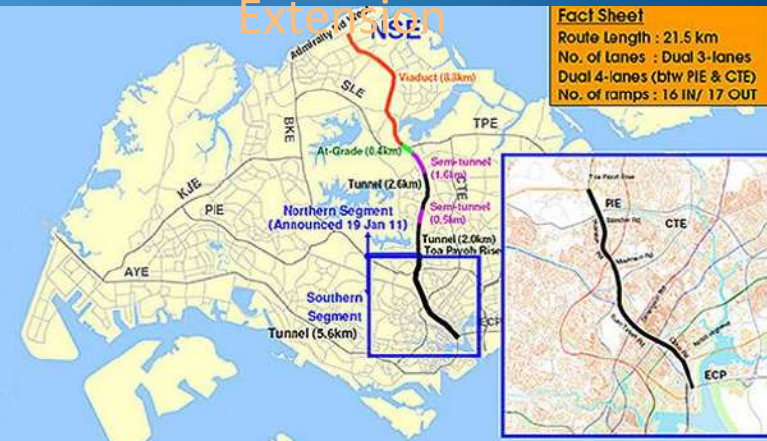 Extension
NSE
Fact Sheet
Route Length : 21.5 km
No. of Lanes : Dual 3-lanes
Dual 4-lanes (btw PIE & CTE)
No. of ramps : 16 IN/ 17 OUT
Viaduct (8.8km)
SLE
BKE
TPE
At-Grade (0.4km)
Semi-tunnel
(1.6km)
CTE
Tunnel (2.6km)
KJE
PIE
Semi-tunnel
(0.5km)
Northern Segment
(Announced 19 Jan 11)
Tunnel (2.0km)
Toa Payoh Rise
AYE
Southern
Segment
Tunnel (5.6km)
ECP
Toa Payoh Rise
PIE
CTE
ECP